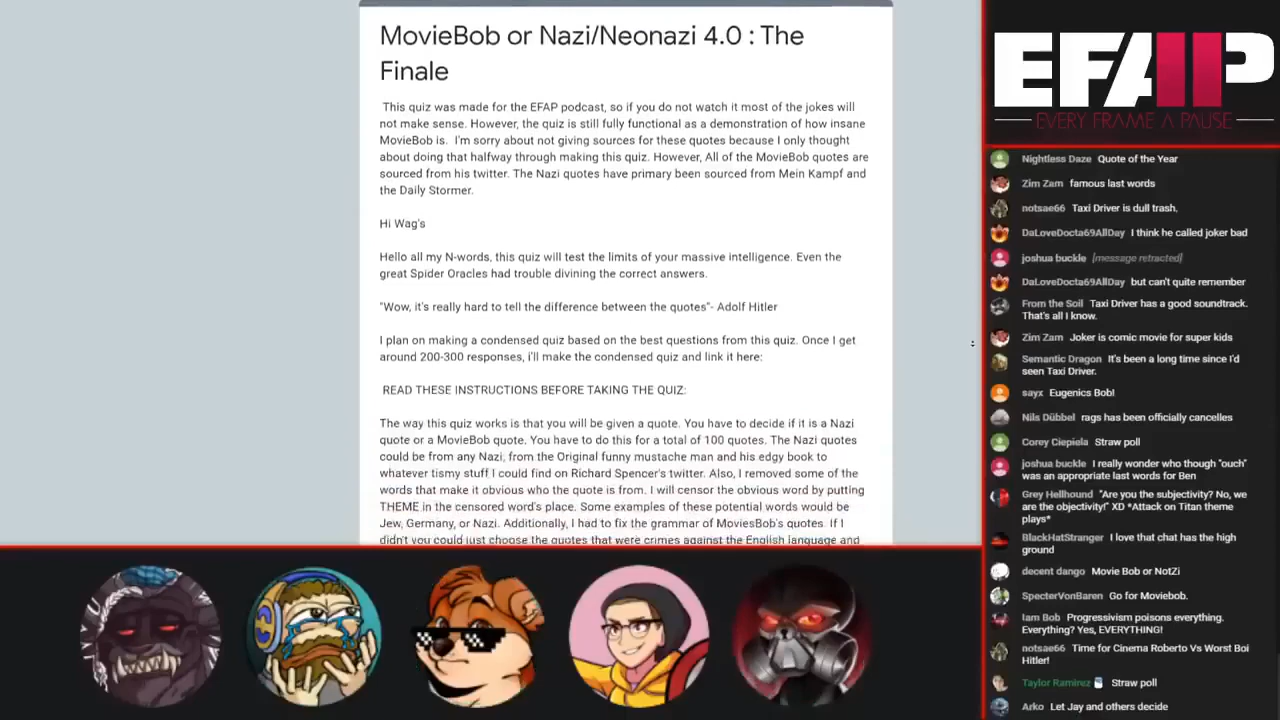 MovieBob or Nazi/Neonazi 4.0 : The
Finale
This quiz was made for the EFAP podcast, so if you do not watch it most of the jokes will
not make sense. However, the quiz is still fully functional as a demonstration of how insane
MovieBob is.  I'm sorry about not giving sources for these quotes because I only thought
about doing that halfway through making this quiz. However, All of the MovieBob quotes are
sourced from his twitter. The Nazi quotes have primary been sourced from Mein Kampf and
the Daily Stormer.
Hi Wag's
Hello all my N-words, this quiz will test the limits of your massive intelligence. Even the
great Spider Oracles had trouble divining the correct answers.
"Wow, it's really hard to tell the difference between the quotes"- Adolf Hitler
I plan on making a condensed quiz based on the best questions from this quiz. Once I get
around 200-300 responses, i'll make the condensed quiz and link it here:
READ THESE INSTRUCTIONS BEFORE TAKING THE QUIZ:
The way this quiz works is that you will be given a quote. You have to decide if it is a Nazi
quote or a MovieBob quote. You have to do this for a total of 100 quotes. The Nazi quotes
could be from any Nazi, from the Original funny mustache man and his edgy book to
whatever tismy stuff I could find on Richard Spencer's twitter. Also, I removed some of the
words that make it obvious who the quote is from. I will censor the obvious word by putting
THEME in the censored word's place. Some examples of these potential words would be
Jew, Germany, or Nazi. Additionally, I had to fix the grammar of MoviesBob's quotes. If I
didn't you could just choose the quotes that were crimes against the English language and
EFAP
EVERY FRAME A PAUSE
Nightless Daze Quote of the Year
Zim Zam famous last words
notsae66 Taxi Driver is dull trash,
DaLoveDocta69AllDay I think he called joker bad
joshua buckle [message retracted]
DaLoveDocta69AllDay but can't quite remember
From the Soil Taxi Driver has a good soundtrack.
That's all I know.
Zim Zam Joker is comic movie for super kids
Semantic Dragon It's been a long time since I'd
seen Taxi Driver.
sayx Eugenics Bob!
Nils Dübbel rags has been officially cancelles
Corey Ciepiela Straw poll
joshua buckle I really wonder who though "ouch"
was an appropriate last words for Ben
Grey Hellhound "Are you the subjectivity? No, we
are the objectivity!" XD *Attack on Titan theme
plays*
BlackHatStranger I love that chat has the high
ground
decent dango Movie Bob or NotZi
SpecterVonBaren Go for Moviebob.
Iam Bob Progressivism poisons everything.
Everything? Yes, EVERYTHING!
notsae66 Time for Cinema Roberto Vs Worst Boi
Hitler!
Taylor Ramirez Straw poll
Arko Let Jay and others decide